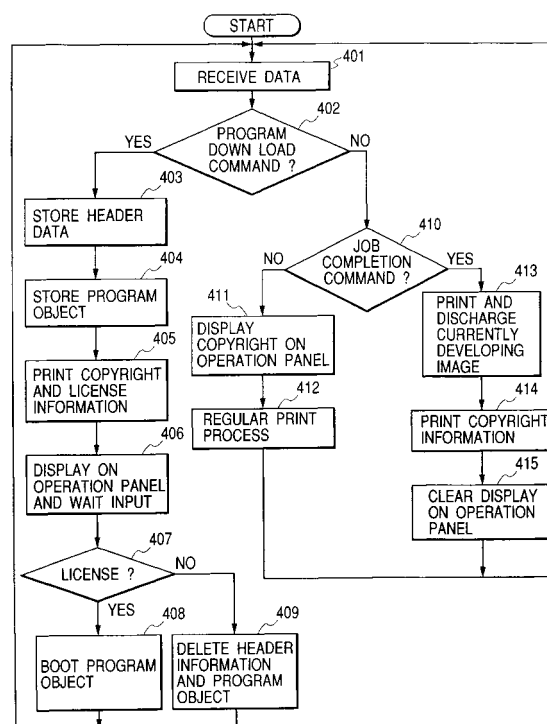 START
401
RECEIVE DATA
402
PROGRAM
DOWN LOAD
COMMAND ?
YES
NO
403
STORE HEADER
DATA
404
STORE PROGRAM
OBJECT
405
PRINT COPYRIGHT
AND LICENSE
INFORMATION
406
DISPLAY ON
OPERATION PANEL
AND WAIT INPUT
407
LICENSE ?
NO
YES
408
BOOT PROGRAM
OBJECT
409
DELETE HEADER
INFORMATION
AND PROGRAM
OBJECT
410
JOB
COMPLETION
COMMAND ?
NO
YES
411
DISPLAY
COPYRIGHT ON
OPERATION PANEL
412
REGULAR PRINT
PROCESS
413
PRINT AND
DISCHARGE
CURRENTLY
DEVELOPING
IMAGE
414
PRINT COPYRIGHT
INFORMATION
415
CLEAR DISPLAY
ON OPERATION
PANEL